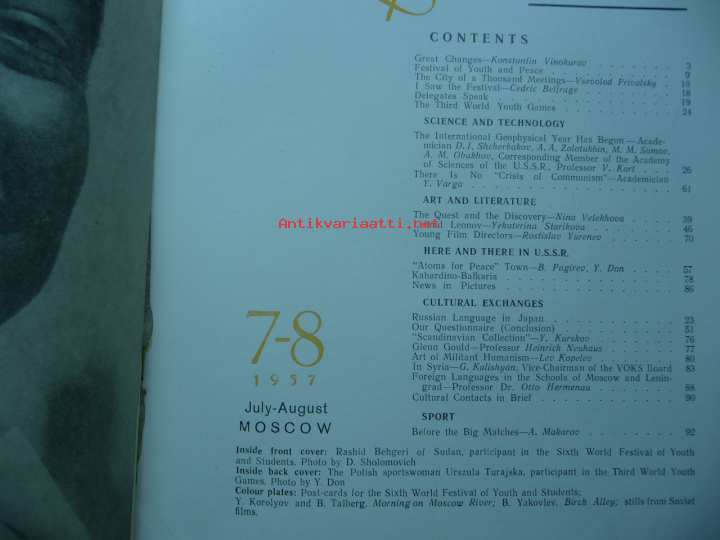 CONTENTS
Great Changes—Konstantin Vinokurov . . . . . . . 3
Festival of Youth and Peace . . . . . . . . . . 9
The City of a Thousand Meetings—Vsevolod Privalsky . 10
I Saw the Festival—Cedric Belfrage . . . . . . . 18
Delegates Speak . . . . . . . . . . . 19
The Third World Youth Games . . . . . . . . . 24
SCIENCE AND TECHNOLOGY
The International Geophysical Year Has Begun—Acade-
mician D. I. Shcherbakov, A. A. Zolotukhin, M. M. Somov,
A. M. Obukhov, Corresponding Member of the Academy
of Sciences of the U.S.S.R., Professor V. Kort . . . 26
There Is No "Crisis of Communism"—Academician
Y. Varga . . . . . . . . . . . . 61
ART AND LITERATURE
The Quest and the Discovery—Nina Velekhova . . . . 39
Leonov—Yekaterina Starikova . . . . . . 46
Young Film Directors—Rostislav Yurenev . . . . . 70
HERE AND THERE IN U.S.S.R.
"Atoms for Peace" Town—B. Pagirev, Y. Don . . . . 57
Kabardino-Balkaria . . . . . . . . . . 78
News in Pictures . . . . . . . . . . 86
CULTURAL EXCHANGES
Russian Language in Japan . . . . . . . . . 23
Our Questionnaire (Conclusion) . . . . . . . . 51
"Scandinavian Collection"—Y. Kurskov . . . . . . 76
Glenn Gould—Professor Heinrich Neuhaus . . . . . 77
Art of Militant Humanism—Lev Kopelev . . . . . . 80
In Syria—G. Kalishyan, Vice-Chairman of the VOKS Board 83
Foreign Languages in the Schools of Moscow and Lenin-
grad—Professor Dr. Otto Hermenau . . . . . . . 88
Cultural Contacts in Brief . . . . . . . . . 90
SPORT
Before the Big Matches—A. Makarov . . . . . . . 92
Antikvariaatti.net
7-8
1957
July-August
MOSCOW
Inside front cover: Rashid Behgeri of Sudan, participant in the Sixth World Festival of Youth
and Students. Photo by D. Sholomovich
Inside back cover: The Polish sportswoman Urszula Turajska, participant in the Third World Youth
Games. Photo by Y. Don
Colour plates: Post-cards for the Sixth World Festival of Youth and Students;
Y. Korolyov and B. Talberg. Morning on Moscow River; B. Yakovlev. Birch Alley; stills from Soviet
films.